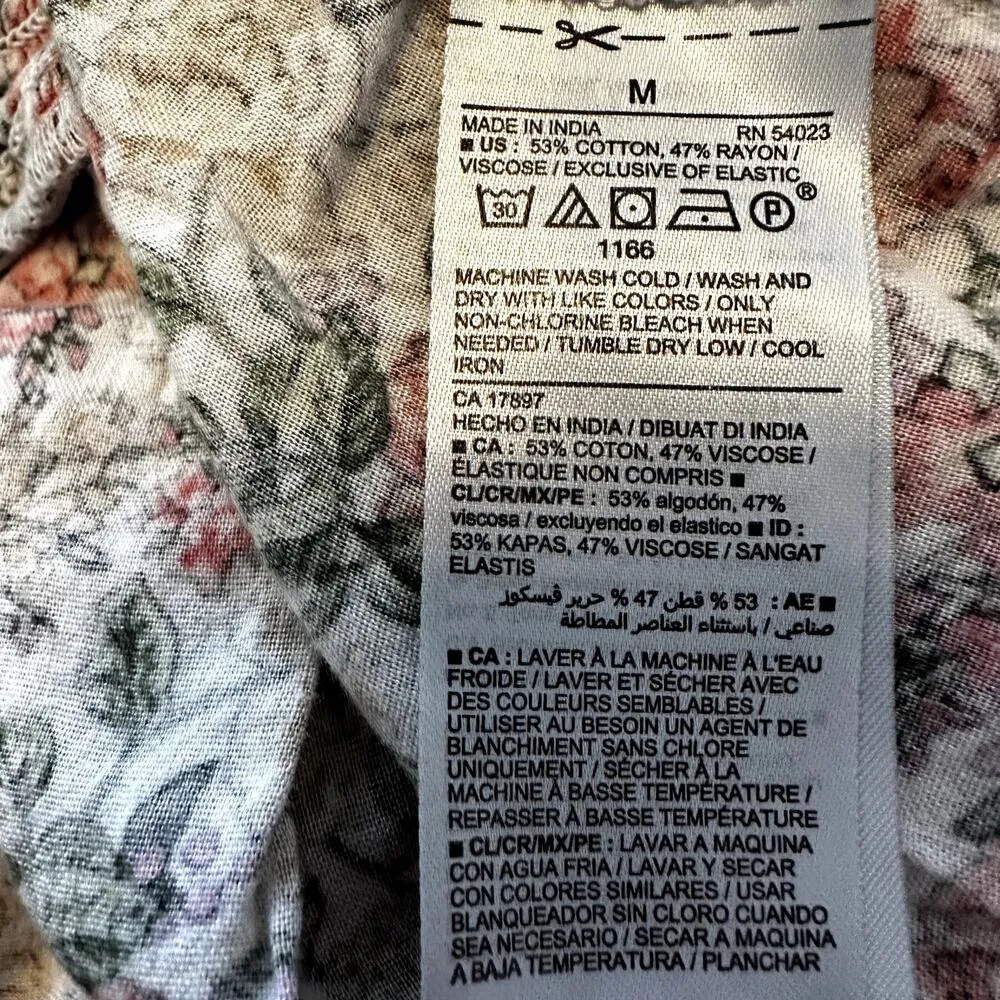 M
MADE IN INDIA RN 54023
■ US : 53% COTTON, 47% RAYON /
VISCOSE / EXCLUSIVE OF ELASTIC
30 P ®
1166
MACHINE WASH COLD / WASH AND
DRY WITH LIKE COLORS / ONLY
NON-CHLORINE BLEACH WHEN
NEEDED / TUMBLE DRY LOW / COOL
IRON
CA 17897
HECHO EN INDIA / DIBUAT DI INDIA
■ CA : 53% COTON, 47% VISCOSE /
ÉLASTIQUE NON COMPRIS ■
CL/CR/MX/PE : 53% algodón, 47%
viscosa / excluyendo el elastico ■ ID :
53% KAPAS, 47% VISCOSE / SANGAT
ELASTIS
■ AE : 53 % قطن 47 % حرير فيسكوز
صناعي / باستثناء العناصر المطاطة
■ CA : LAVER À LA MACHINE À L'EAU
FROIDE / LAVER ET SÉCHER AVEC
DES COULEURS SEMBLABLES /
UTILISER AU BESOIN UN AGENT DE
BLANCHIMENT SANS CHLORE
UNIQUEMENT / SÉCHER À LA
MACHINE À BASSE TEMPÉRATURE /
REPASSER À BASSE TEMPÉRATURE
■ CL/CR/MX/PE : LAVAR A MAQUINA
CON AGUA FRIA / LAVAR Y SECAR
CON COLORES SIMILARES / USAR
BLANQUEADOR SIN CLORO CUANDO
SEA NECESARIO / SECAR A MAQUINA
A BAJA TEMPERATURA / PLANCHAR